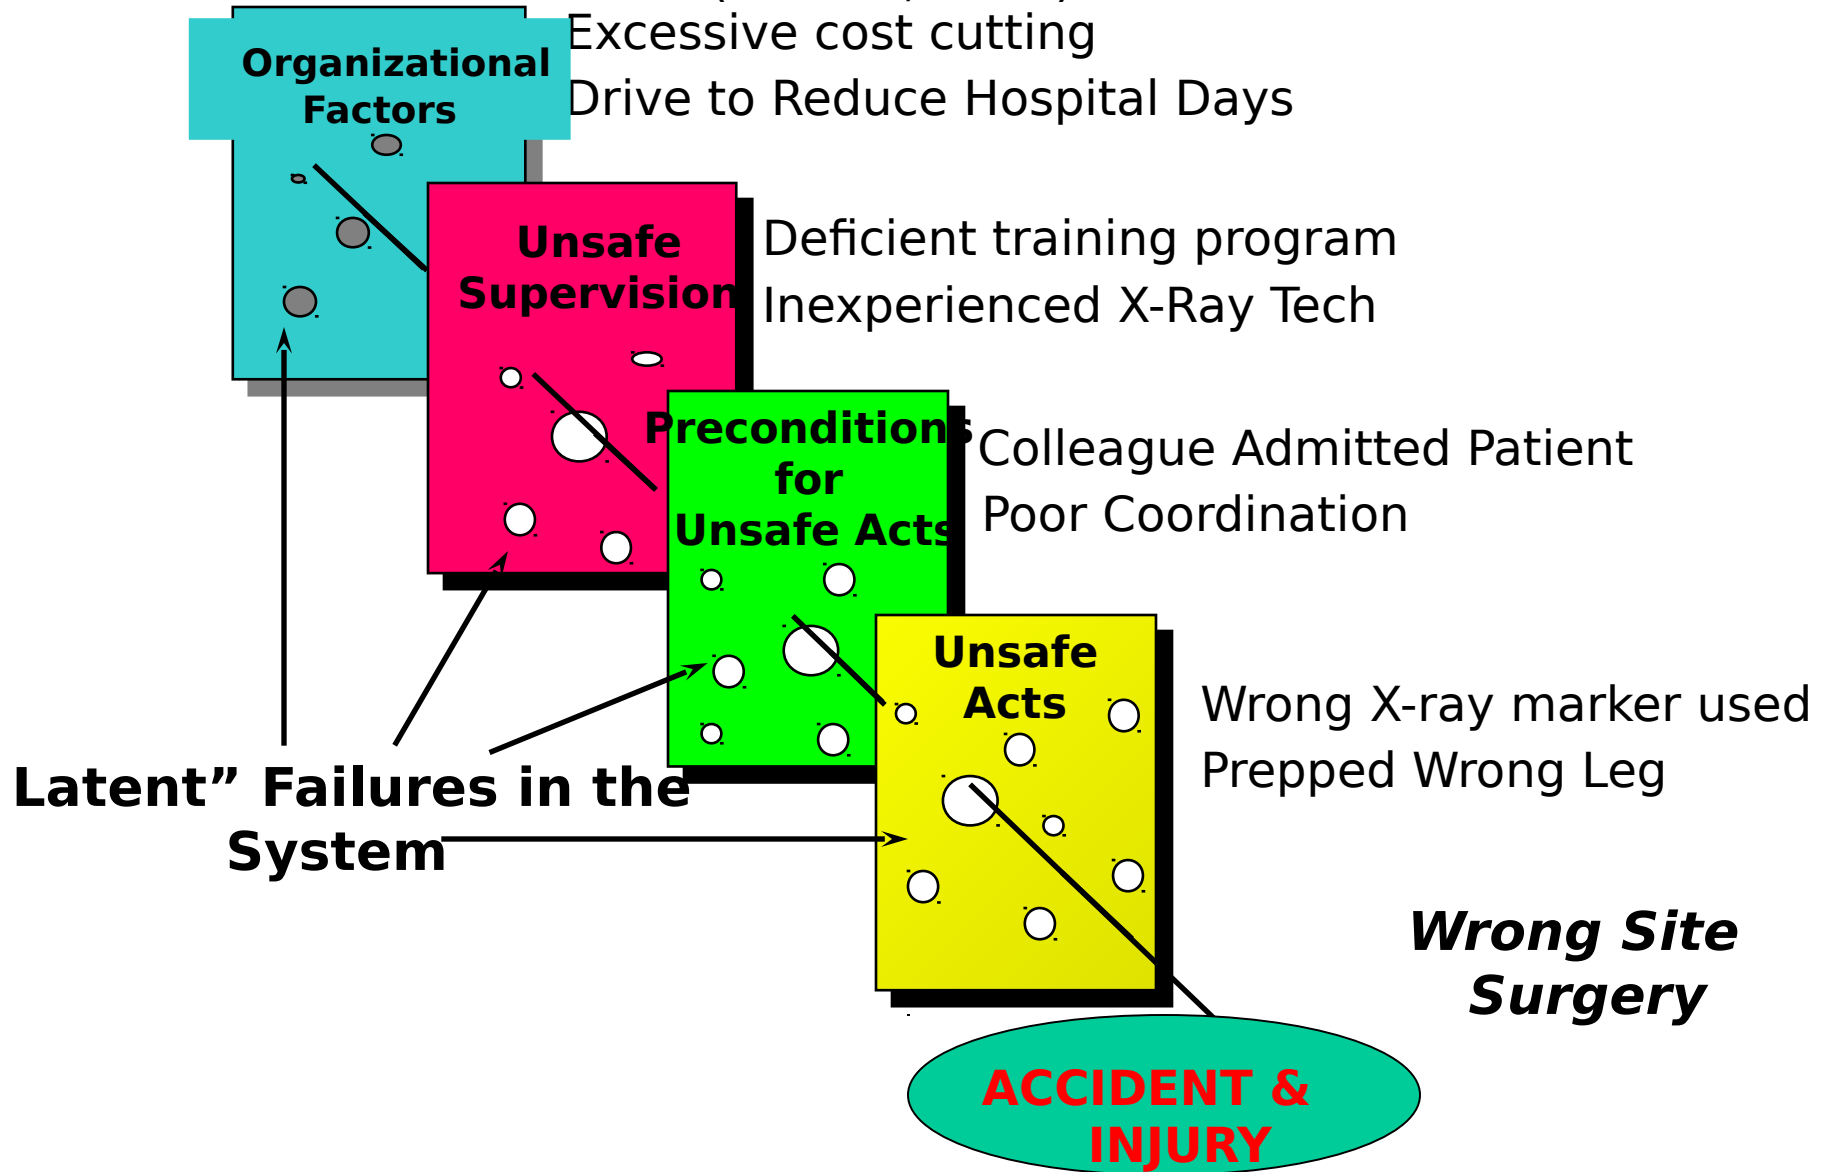 Excessive cost cutting
Organizational
Factors
Drive to Reduce Hospital Days
Unsafe
Supervision
Deficient training program
Inexperienced X-Ray Tech
Preconditions
for
Unsafe Acts
Colleague Admitted Patient
Poor Coordination
Unsafe
Acts
Wrong X-ray marker used
Prepped Wrong Leg
Latent” Failures in the
System
Wrong Site
Surgery
ACCIDENT &
INJURY